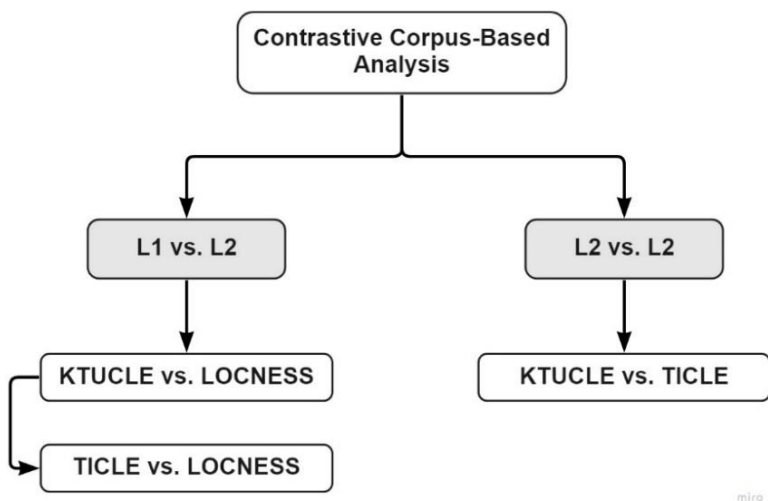 Contrastive Corpus-Based
Analysis
L1 vs. L2
L2 vs. L2
KTUCLE vs. LOCNESS
KTUCLE vs. TICLE
TICLE vs. LOCNESS
miro